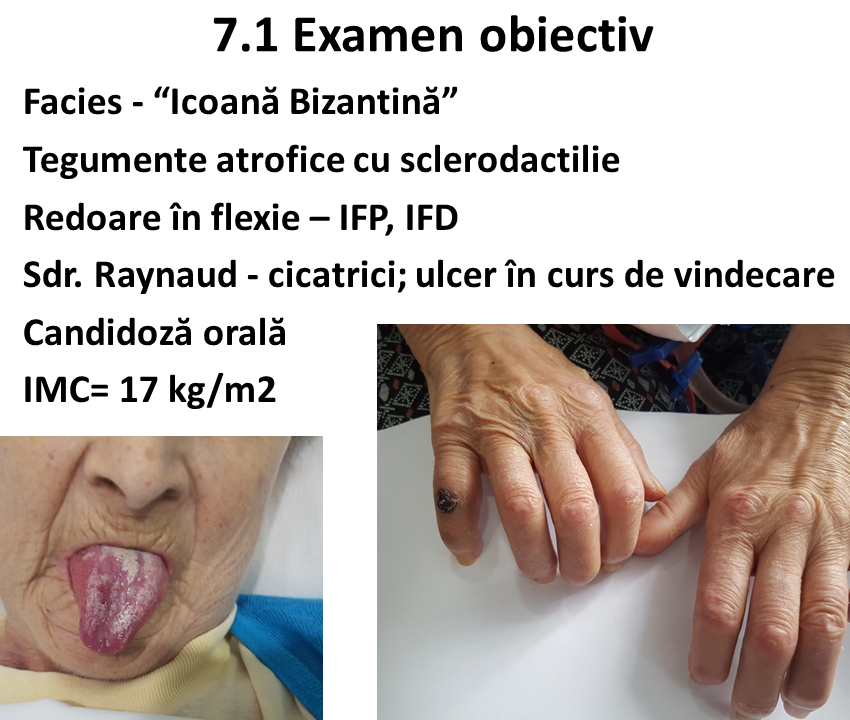 7.1 Examen obiectiv
Facies - “Icoană Bizantină”
Tegumente atrofice cu sclerodactilie
Redoare în flexie – IFP, IFD
Sdr. Raynaud - cicatrici; ulcer în curs de vindecare
Candidoză orală
IMC= 17 kg/m2